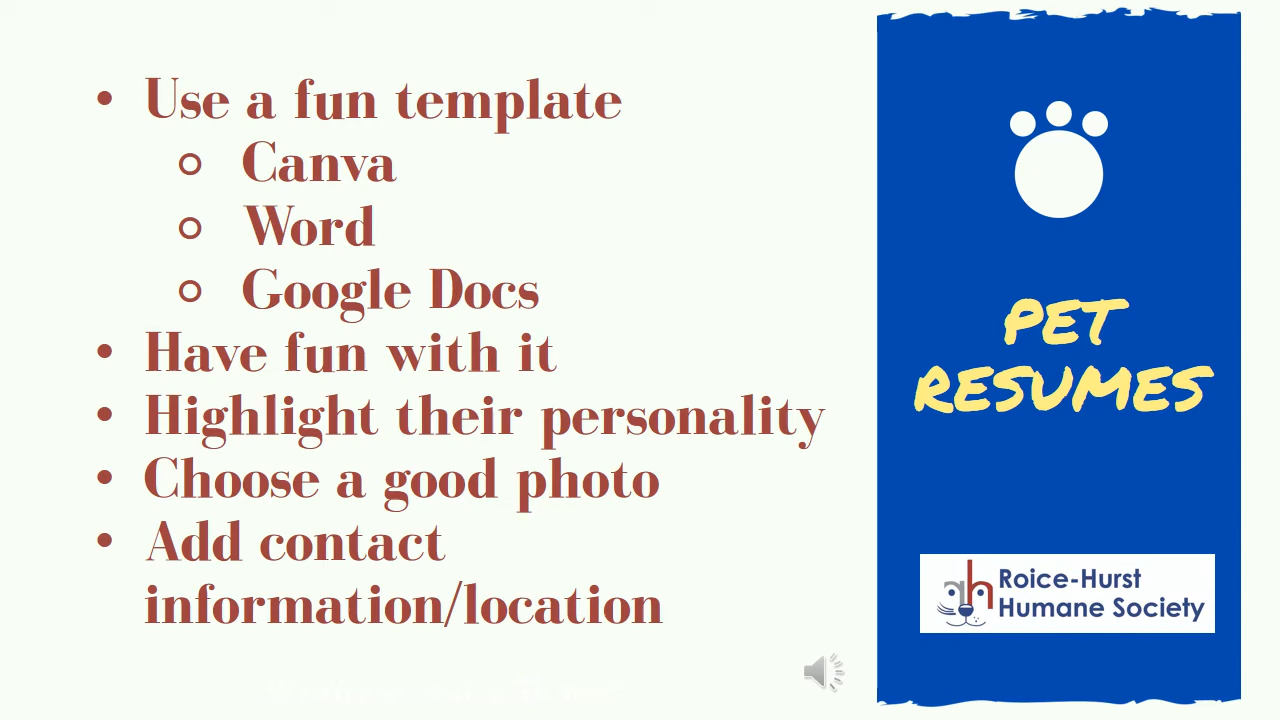 • Use a fun template
○ Canva
○ Word
○ Google Docs
• Have fun with it
• Highlight their personality
• Choose a good photo
• Add contact
information/location
PET
RESUMES
Roice-Hurst
Humane Society